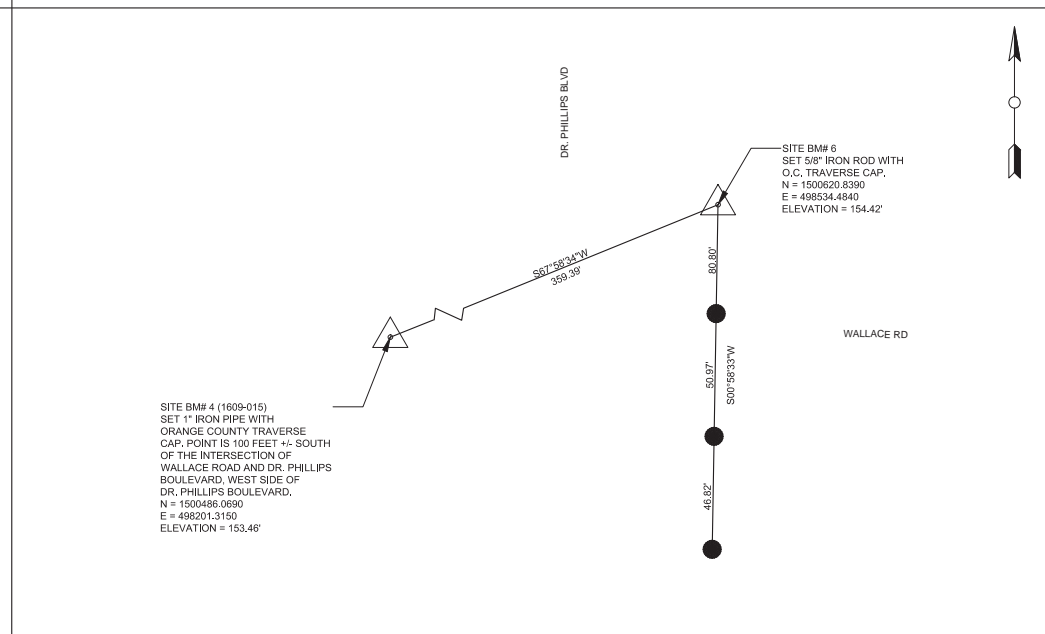 DR. PHILLIPS BLVD
SITE BM# 6
SET 5/8" IRON ROD WITH
O.C. TRAVERSE CAP.
N = 1500620.8390
E = 498534.4840
ELEVATION = 154.42'
S67°58'34"W
359.39'
80.80'
WALLACE RD
50.97'
S00°58'33"W
46.82'
SITE BM# 4 (1609-015)
SET 1" IRON PIPE WITH
ORANGE COUNTY TRAVERSE
CAP. POINT IS 100 FEET +/- SOUTH
OF THE INTERSECTION OF
WALLACE ROAD AND DR. PHILLIPS
BOULEVARD, WEST SIDE OF
DR. PHILLIPS BOULEVARD.
N = 1500486.0690
E = 498201.3150
ELEVATION = 153.46'